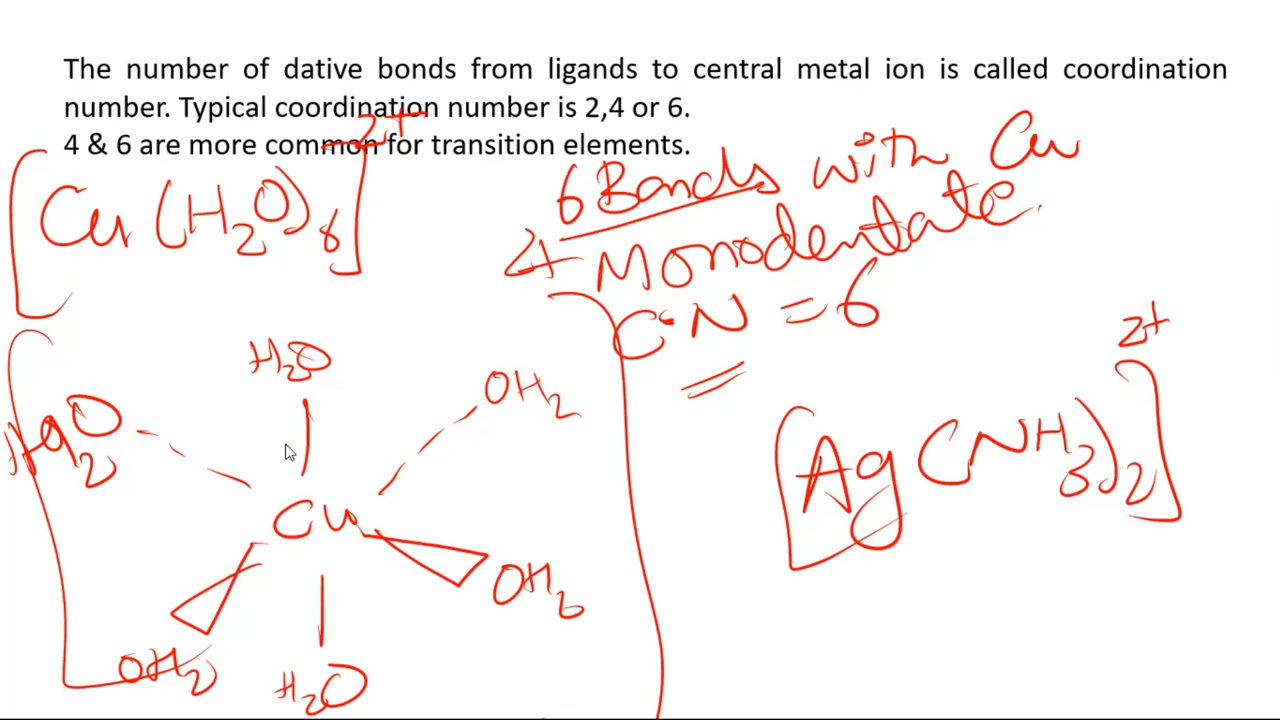 The number of dative bonds from ligands to central metal ion is called coordination
number. Typical coordination number is 2,4 or 6.
4 & 6 are more common for transition elements.
[Cu(H2O)6]2+
6 Bonds with Cu
Monodentate.
C.N = 6
H2O
OH2
H2O
Cu
OH2
OH2
H2O
[Ag(NH3)2]2+